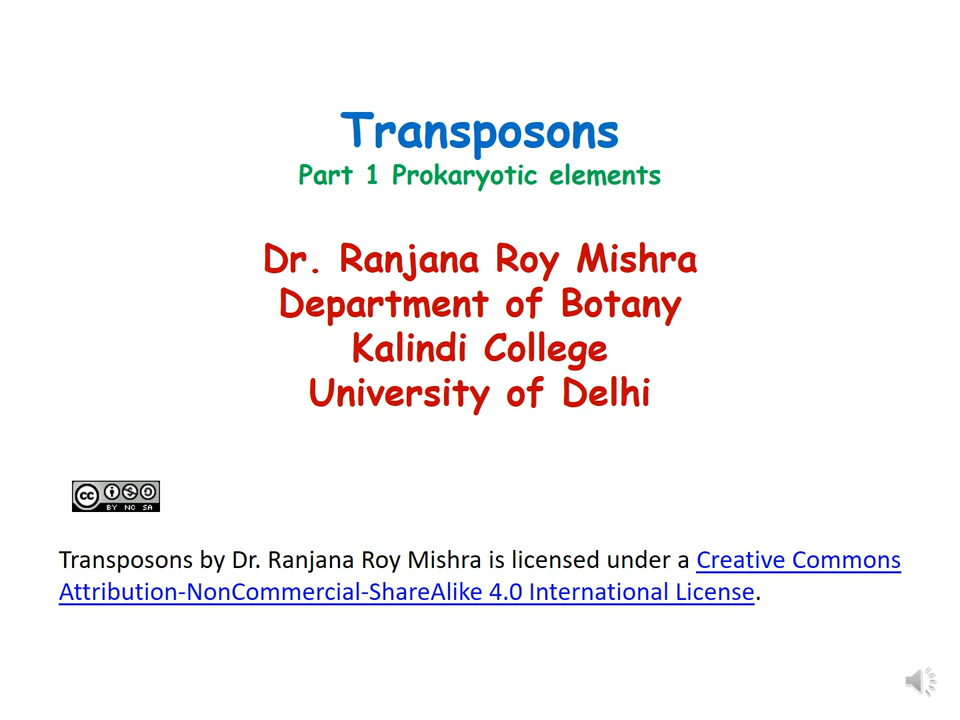 Transposons
Part 1 Prokaryotic elements
Dr. Ranjana Roy Mishra
Department of Botany
Kalindi College
University of Delhi
cc
BY NC SA
Transposons by Dr. Ranjana Roy Mishra is licensed under a Creative Commons
Attribution-NonCommercial-ShareAlike 4.0 International License.